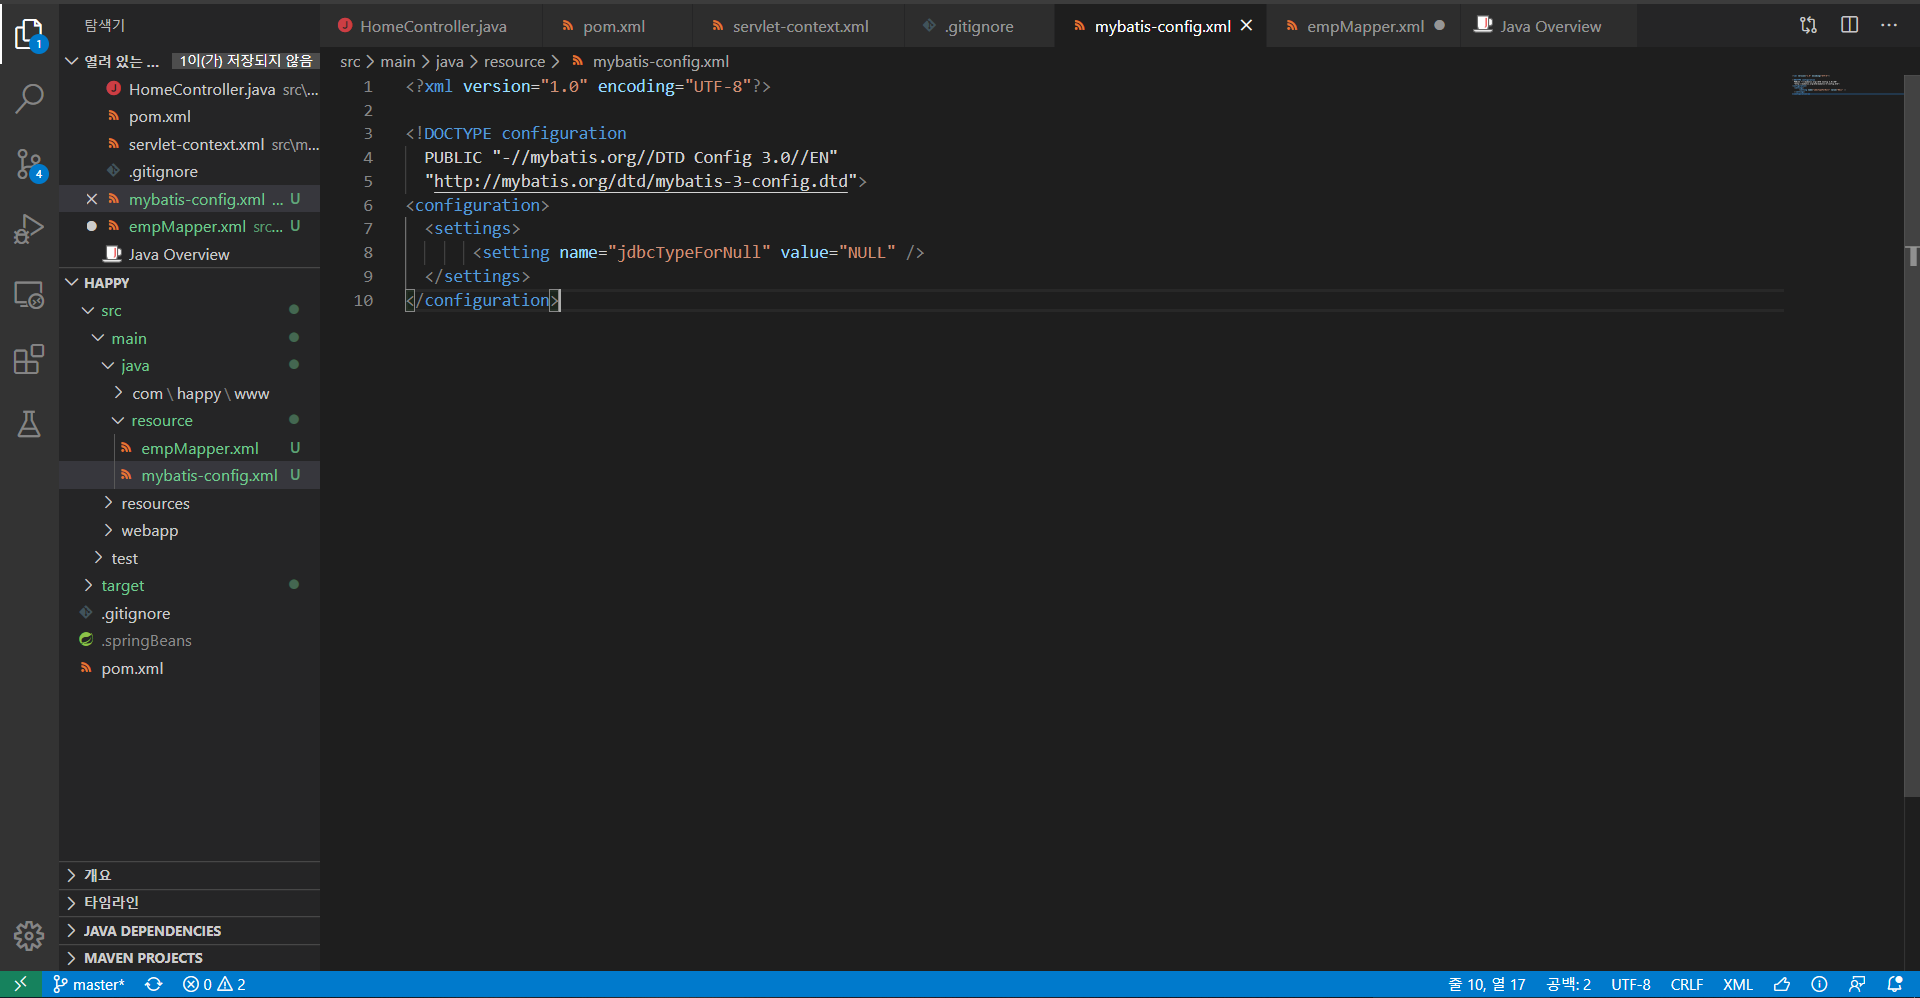 탐색기
열려 있는 ... 1이(가) 저장되지 않음
HomeController.java src\...
pom.xml
servlet-context.xml src\m...
.gitignore
mybatis-config.xml ... U
empMapper.xml src... U
Java Overview
HAPPY
src
main
java
com \ happy \ www
resource
empMapper.xml U
mybatis-config.xml U
resources
webapp
test
target
.gitignore
.springBeans
pom.xml
개요
타임라인
JAVA DEPENDENCIES
MAVEN PROJECTS
1
4
HomeController.java pom.xml servlet-context.xml .gitignore mybatis-config.xml empMapper.xml Java Overview
src > main > java > resource > mybatis-config.xml
1 <?xml version="1.0" encoding="UTF-8"?>
2
3 <!DOCTYPE configuration
4 PUBLIC "-//mybatis.org//DTD Config 3.0//EN"
5 "http://mybatis.org/dtd/mybatis-3-config.dtd">
6 <configuration>
7 <settings>
8 <setting name="jdbcTypeForNull" value="NULL" />
9 </settings>
10 </configuration>
master* 0 2 줄 10, 열 17 공백: 2 UTF-8 CRLF XML